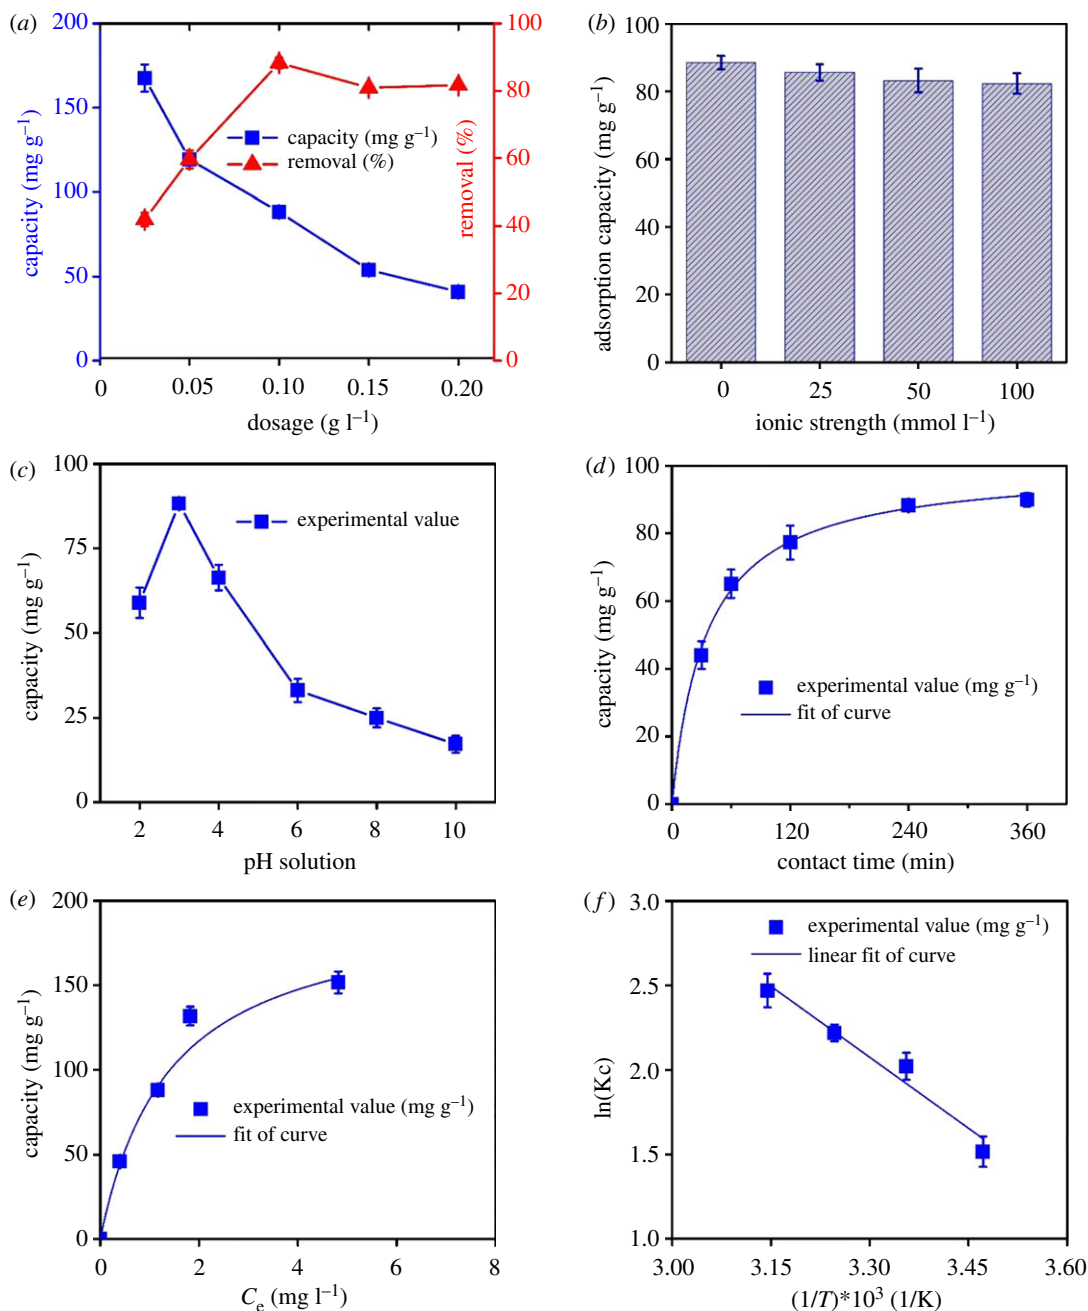 (a)
200
150
100
50
0
capacity (mg g⁻¹)
100
80
60
40
20
0
removal (%)
capacity (mg g⁻¹)
removal (%)
0 0.05 0.10 0.15 0.20
dosage (g l⁻¹)
(b)
100
80
60
40
20
0
adsorption capacity (mg g⁻¹)
0 25 50 100
ionic strength (mmol l⁻¹)
(c)
100
75
50
25
0
capacity (mg g⁻¹)
experimental value
2 4 6 8 10
pH solution
(d)
100
80
60
40
20
0
capacity (mg g⁻¹)
experimental value (mg g⁻¹)
fit of curve
0 120 240 360
contact time (min)
(e)
200
150
100
50
0
capacity (mg g⁻¹)
experimental value (mg g⁻¹)
fit of curve
0 2 4 6 8
Cₑ (mg l⁻¹)
(f)
3.0
2.5
2.0
1.5
1.0
ln(Kc)
experimental value (mg g⁻¹)
linear fit of curve
3.00 3.15 3.30 3.45 3.60
(1/T)*10³ (1/K)